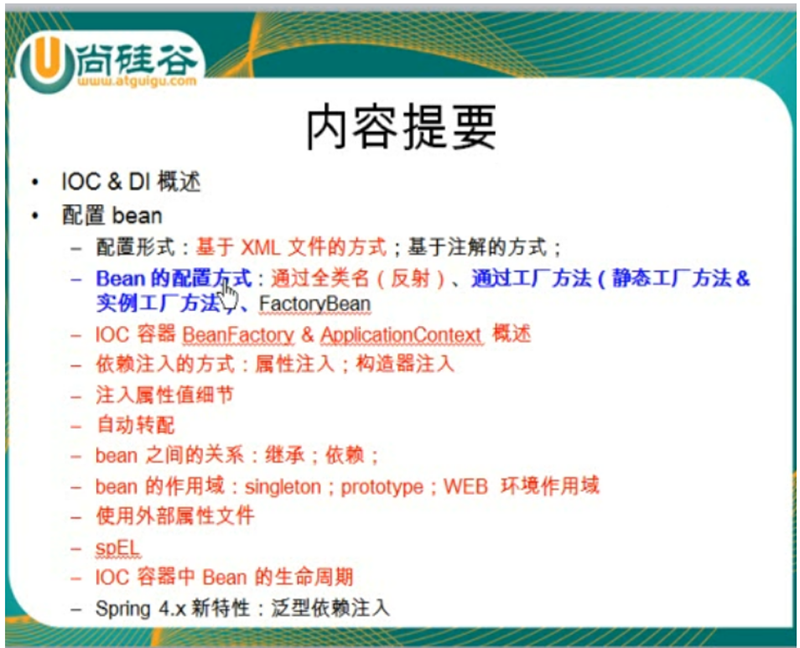 尚硅谷
www.atguigu.com
内容提要
• IOC & DI 概述
• 配置 bean
– 配置形式：基于 XML 文件的方式；基于注解的方式；
– Bean 的配置方式：通过全类名（反射）、通过工厂方法（静态工厂方法 &
实例工厂方法）、FactoryBean
– IOC 容器 BeanFactory & ApplicationContext 概述
– 依赖注入的方式：属性注入；构造器注入
– 注入属性值细节
– 自动转配
– bean 之间的关系：继承；依赖；
– bean 的作用域：singleton；prototype；WEB 环境作用域
– 使用外部属性文件
– spEL
– IOC 容器中 Bean 的生命周期
– Spring 4.x 新特性：泛型依赖注入